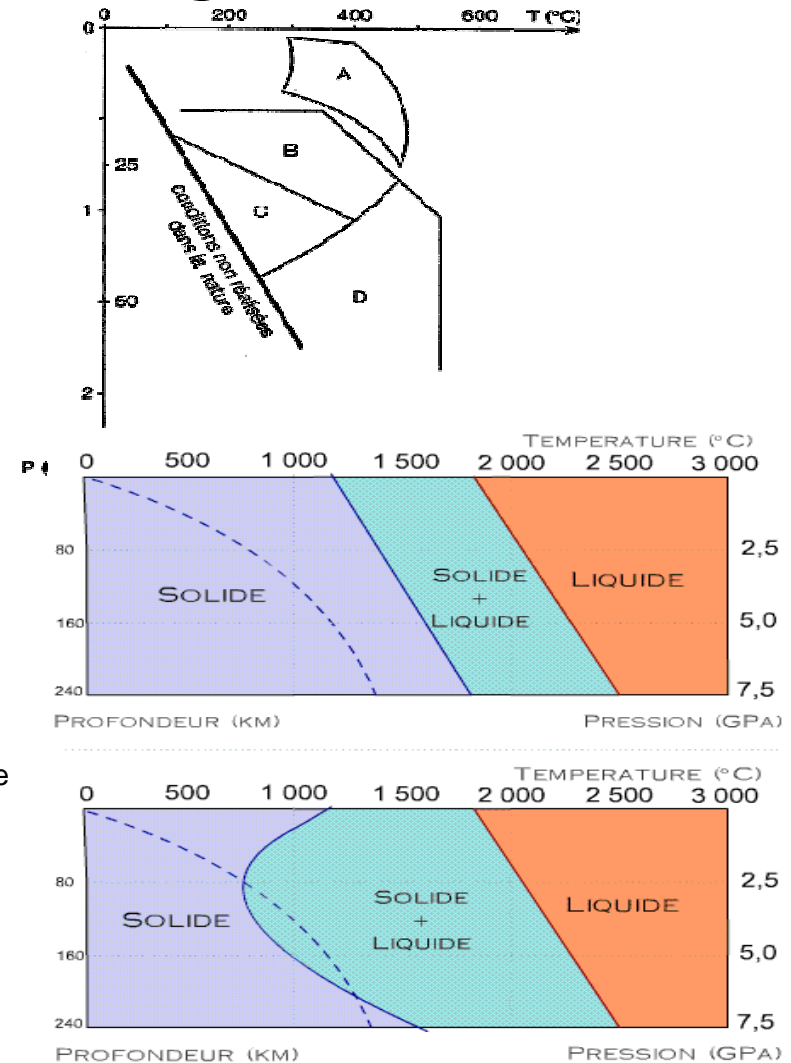 0 200 400 600 T (°C)
0
A
B
25
C
1
conditions non réalisées
dans la nature
50
D
2
TEMPERATURE (°C)
P
0 500 1 000 1 500 2 000 2 500 3 000
80 2,5
SOLIDE
+
LIQUIDE
LIQUIDE
SOLIDE
160 5,0
240 7,5
PROFONDEUR (KM) PRESSION (GPa)
e
TEMPERATURE (°C)
0 500 1 000 1 500 2 000 2 500 3 000
80 2,5
SOLIDE
+
LIQUIDE
LIQUIDE
SOLIDE
160 5,0
240 7,5
PROFONDEUR (KM) PRESSION (GPa)